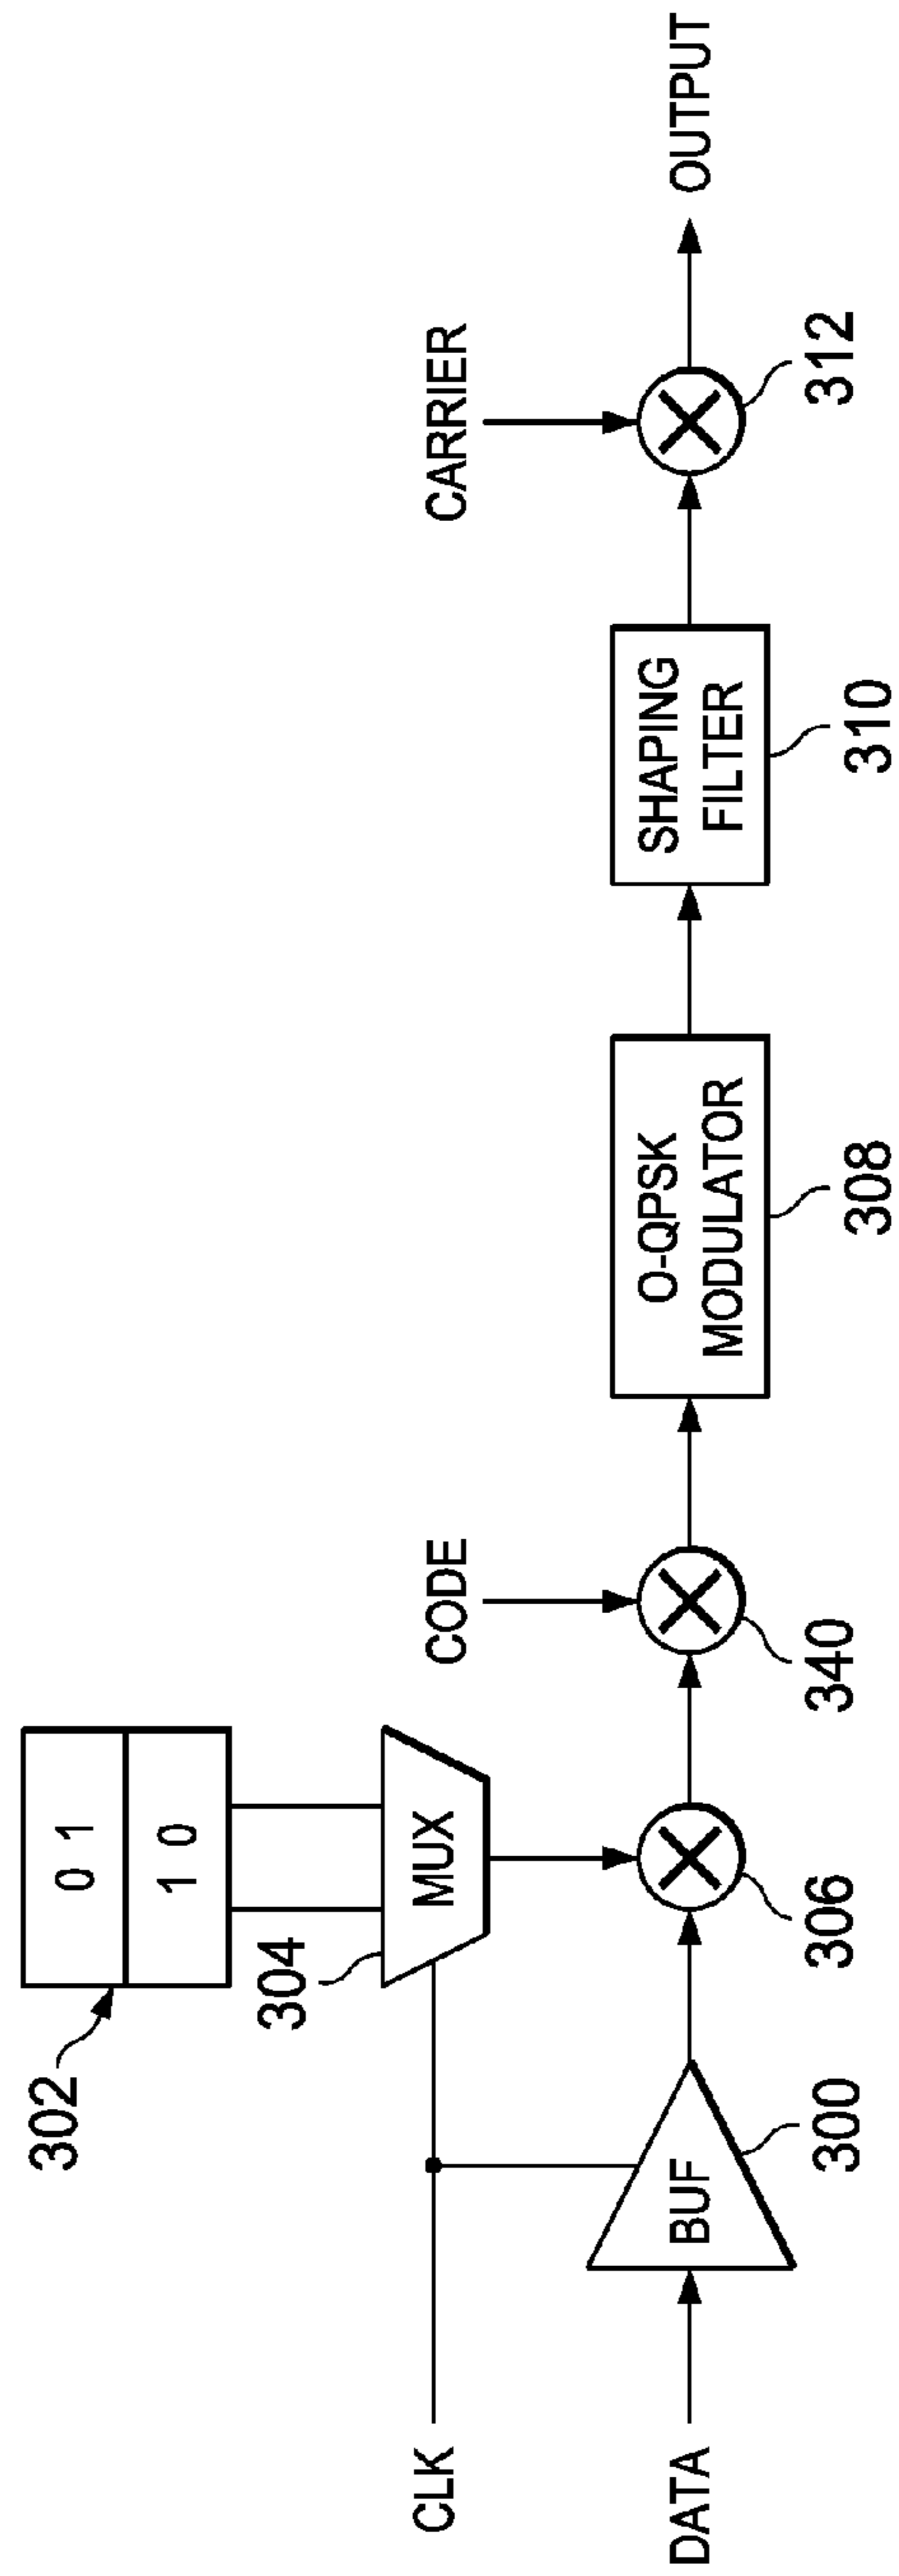 302
0 1
1 0
304
MUX
CODE
CARRIER
CLK
DATA
BUF
300
306
340
O-QPSK
MODULATOR
308
SHAPING
FILTER
310
312
OUTPUT